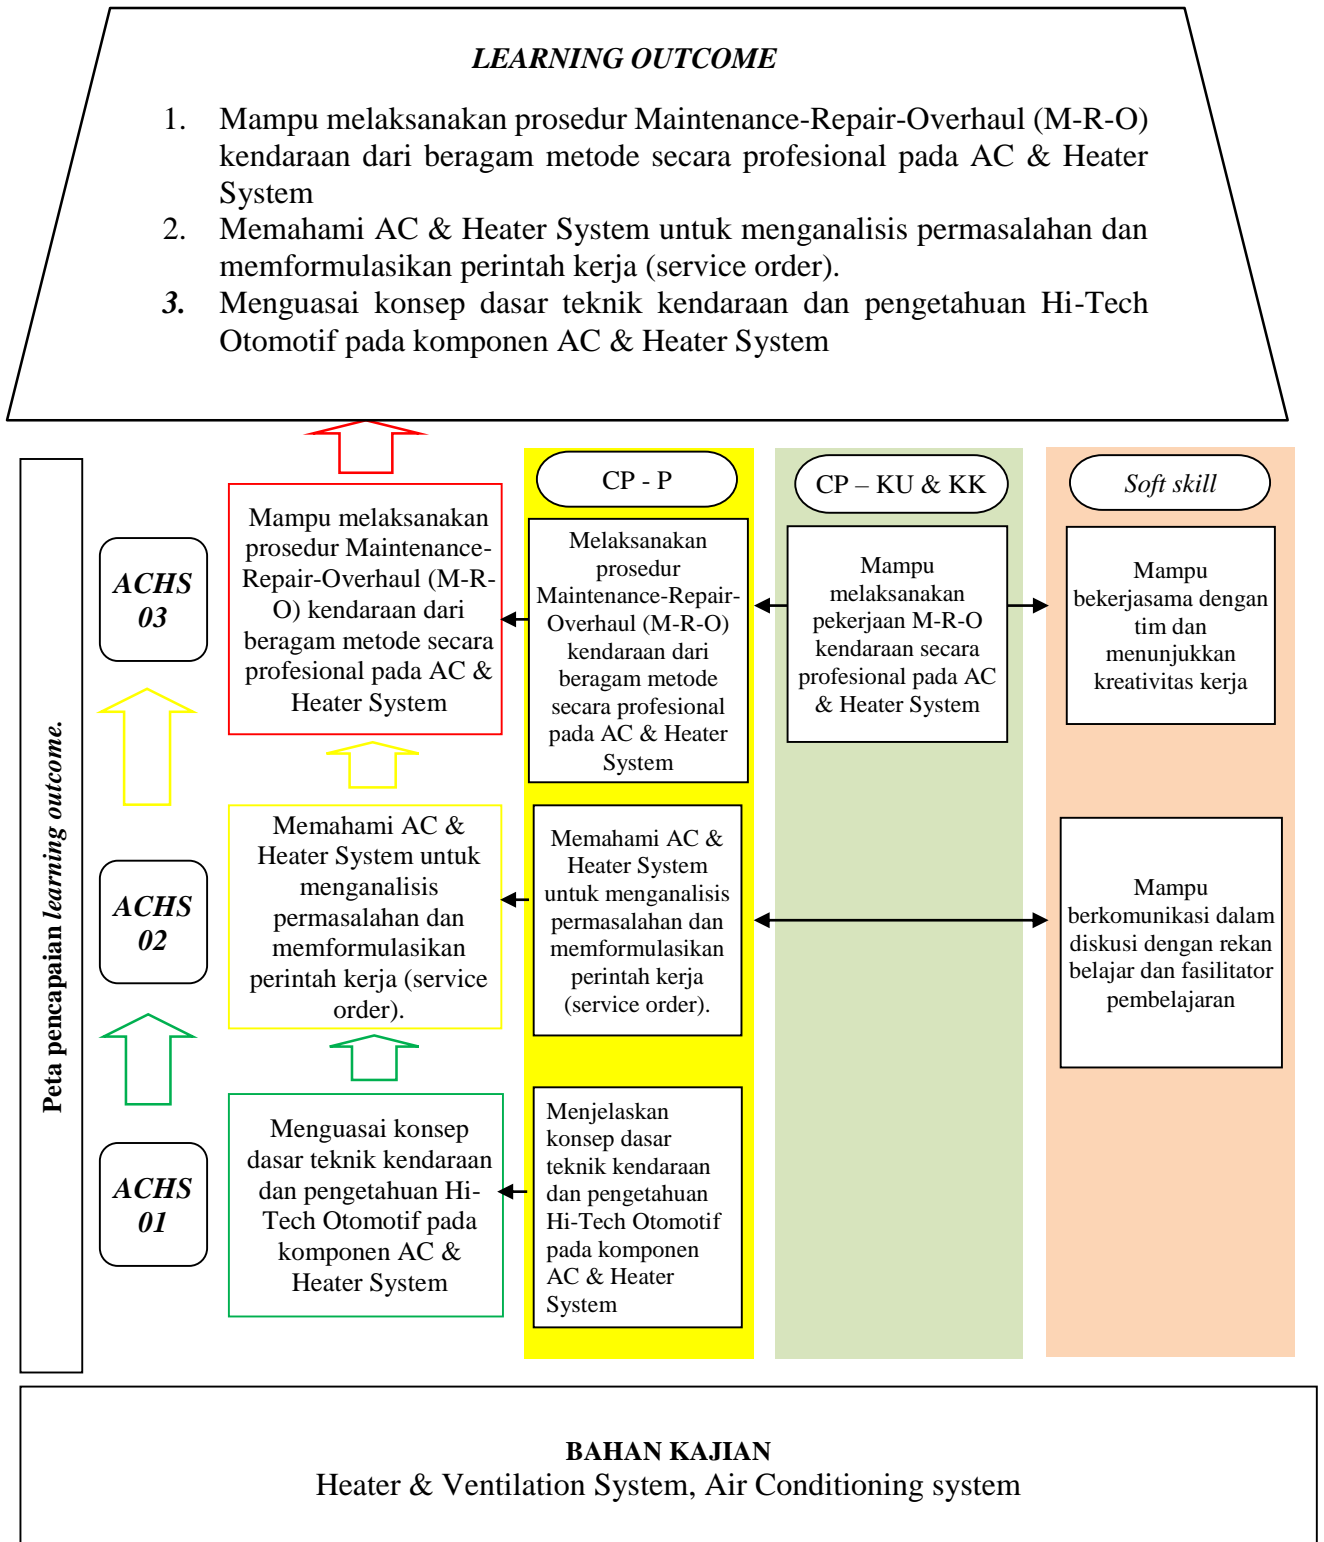 LEARNING OUTCOME
1. Mampu melaksanakan prosedur Maintenance-Repair-Overhaul (M-R-O)
kendaraan dari beragam metode secara profesional pada AC & Heater
System
2. Memahami AC & Heater System untuk menganalisis permasalahan dan
memformulasikan perintah kerja (service order).
3. Menguasai konsep dasar teknik kendaraan dan pengetahuan Hi-Tech
Otomotif pada komponen AC & Heater System
Peta pencapaian learning outcome.
CP - P
CP – KU & KK
Soft skill
ACHS
03
Mampu melaksanakan
prosedur Maintenance-
Repair-Overhaul (M-R-
O) kendaraan dari
beragam metode secara
profesional pada AC &
Heater System
Melaksanakan
prosedur
Maintenance-Repair-
Overhaul (M-R-O)
kendaraan dari
beragam metode
secara profesional
pada AC & Heater
System
Mampu
melaksanakan
pekerjaan M-R-O
kendaraan secara
profesional pada AC
& Heater System
Mampu
bekerjasama dengan
tim dan
menunjukkan
kreativitas kerja
ACHS
02
Memahami AC &
Heater System untuk
menganalisis
permasalahan dan
memformulasikan
perintah kerja (service
order).
Memahami AC &
Heater System
untuk menganalisis
permasalahan dan
memformulasikan
perintah kerja
(service order).
Mampu
berkomunikasi dalam
diskusi dengan rekan
belajar dan fasilitator
pembelajaran
ACHS
01
Menguasai konsep
dasar teknik kendaraan
dan pengetahuan Hi-
Tech Otomotif pada
komponen AC &
Heater System
Menjelaskan
konsep dasar
teknik kendaraan
dan pengetahuan
Hi-Tech Otomotif
pada komponen
AC & Heater
System
BAHAN KAJIAN
Heater & Ventilation System, Air Conditioning system